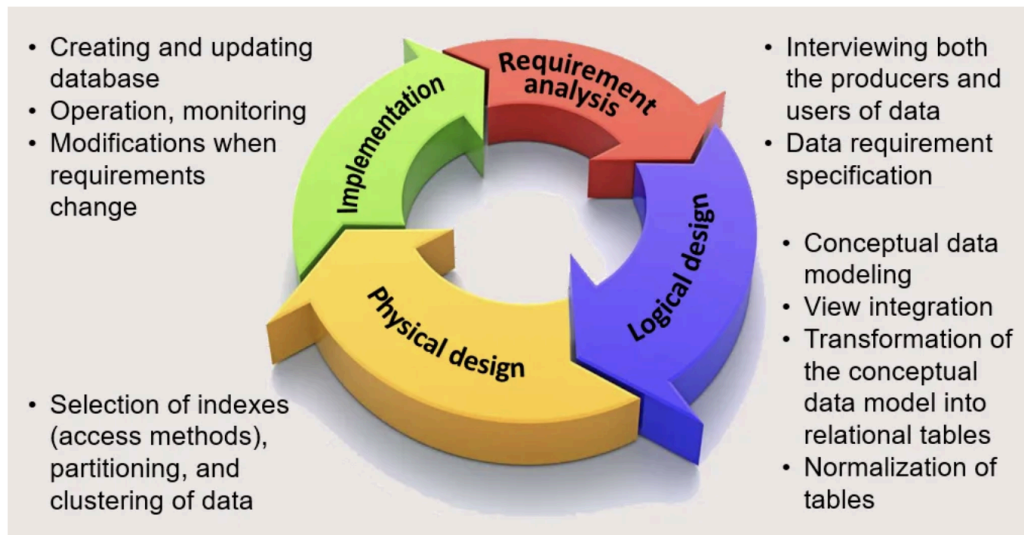 • Creating and updating
database
• Operation, monitoring
• Modifications when
requirements
change
Implementation
Requirement
analysis
• Interviewing both
the producers and
users of data
• Data requirement
specification
Logical design
• Conceptual data
modeling
• View integration
• Transformation of
the conceptual
data model into
relational tables
• Normalization of
tables
Physical design
• Selection of indexes
(access methods),
partitioning, and
clustering of data